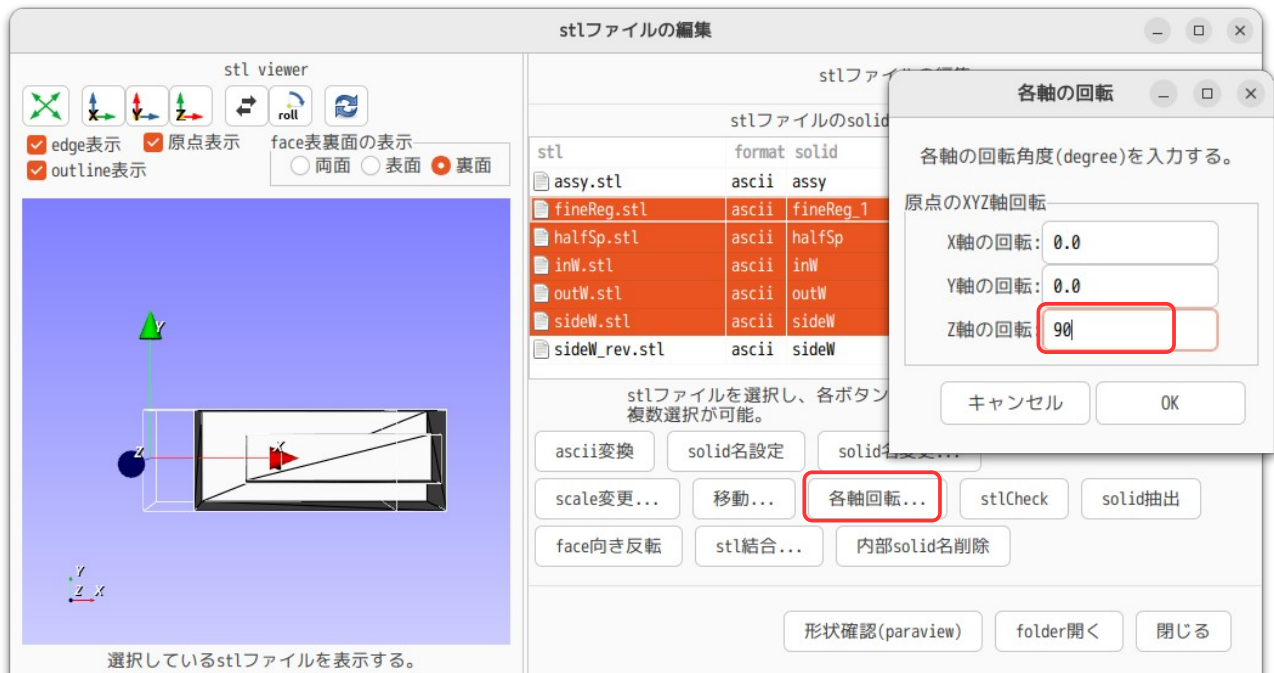 stlファイルの編集
stl viewer
roll
edge表示
原点表示
outline表示
face表裏面の表示
両面
表面
裏面
Y
Z
X
Y
Z X
選択しているstlファイルを表示する。
stlファイルのsolid
stl format solid
assy.stl ascii assy
fineReg.stl ascii fineReg_1
halfSp.stl ascii halfSp
inW.stl ascii inW
outW.stl ascii outW
sideW.stl ascii sideW
sideW_rev.stl ascii sideW
stlファイルを選択し、各ボタン
複数選択が可能。
ascii変換 solid名設定 solid名変更...
scale変更... 移動... 各軸回転... stlCheck solid抽出
face向き反転 stl結合... 内部solid名削除
形状確認(paraview) folder開く 閉じる
各軸の回転
各軸の回転角度(degree)を入力する。
原点のXYZ軸回転
X軸の回転: 0.0
Y軸の回転: 0.0
Z軸の回転 90
キャンセル OK